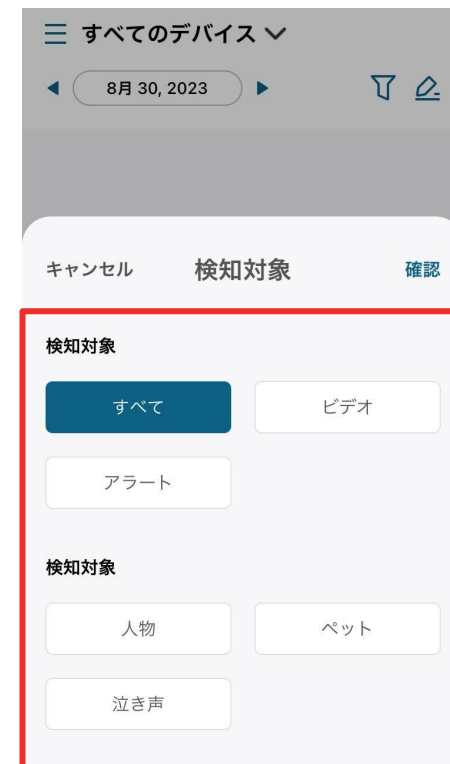 すべてのデバイス
8月 30, 2023
キャンセル 検知対象 確認
検知対象
すべて ビデオ
アラート
検知対象
人物 ペット
泣き声